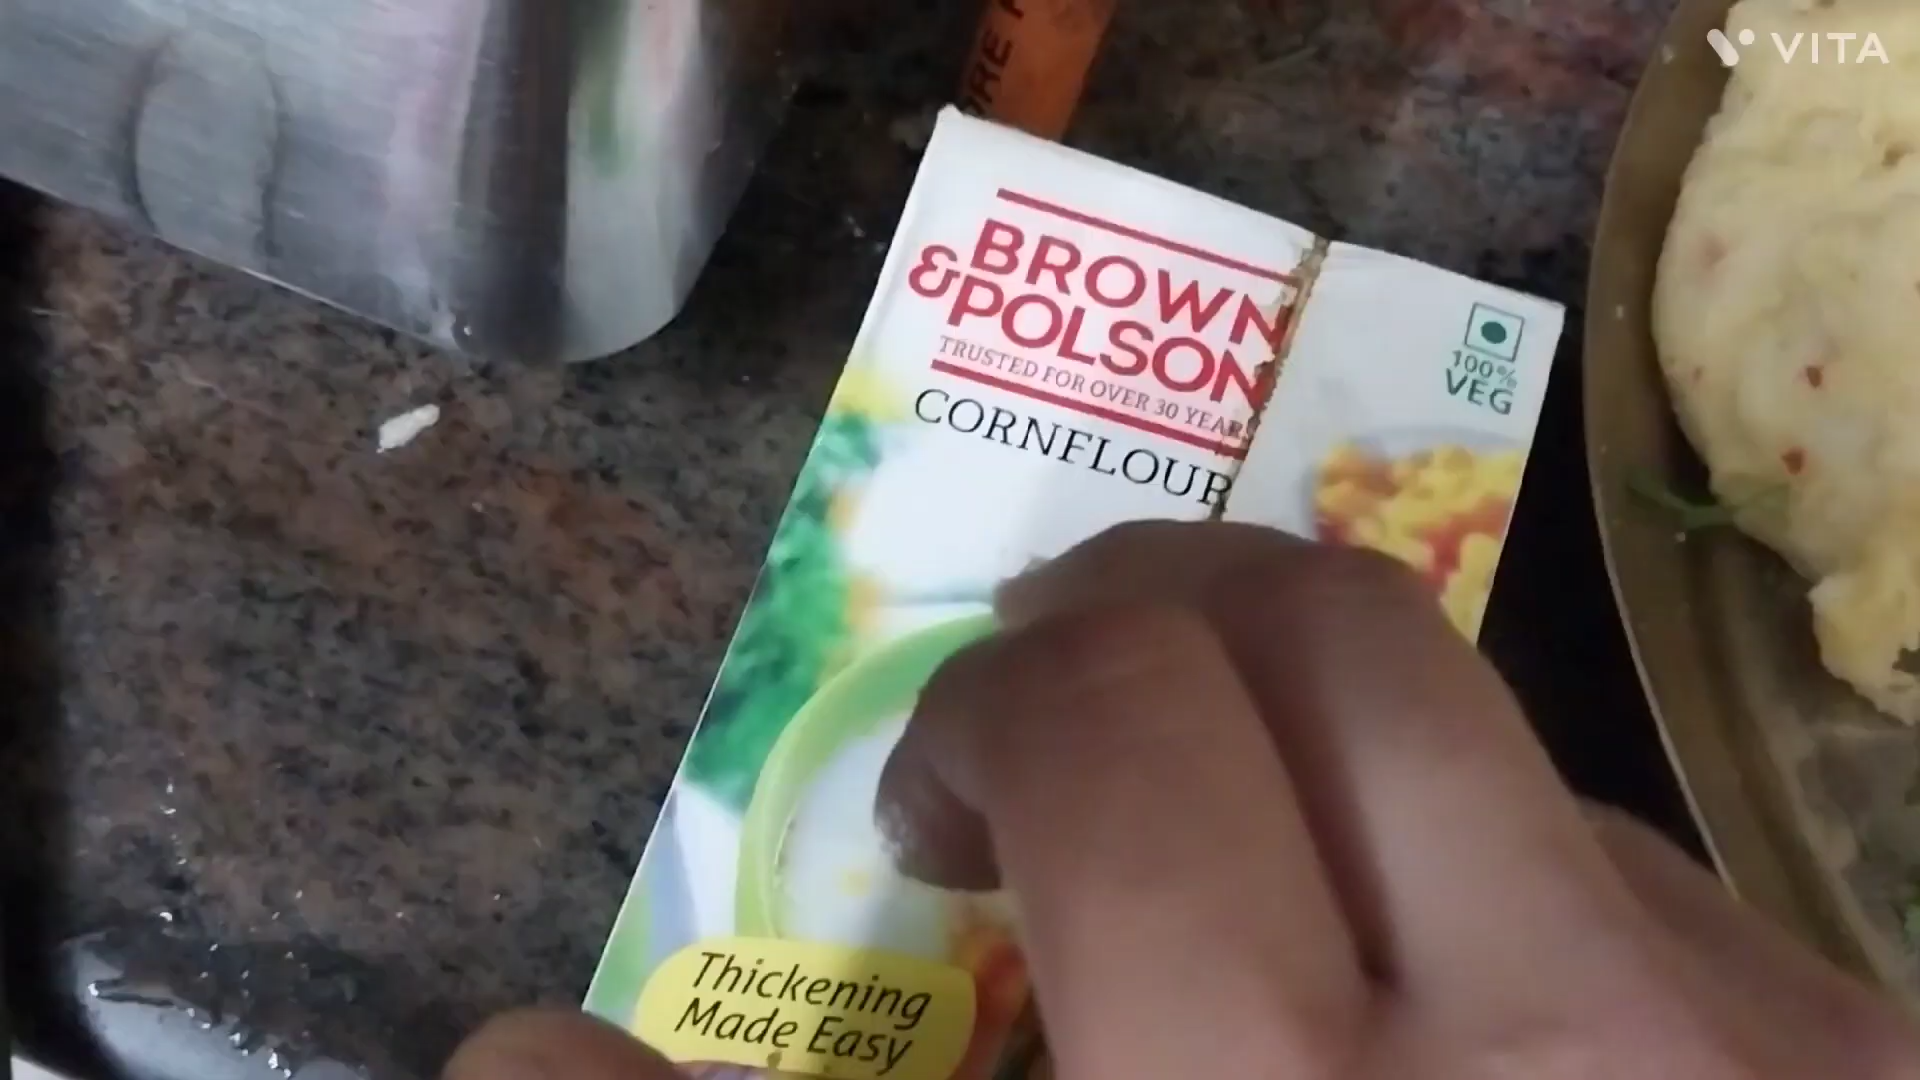 VITA
BROWN
&POLSON
TRUSTED FOR OVER 30 YEARS
CORNFLOUR
100%
VEG
Thickening
Made Easy